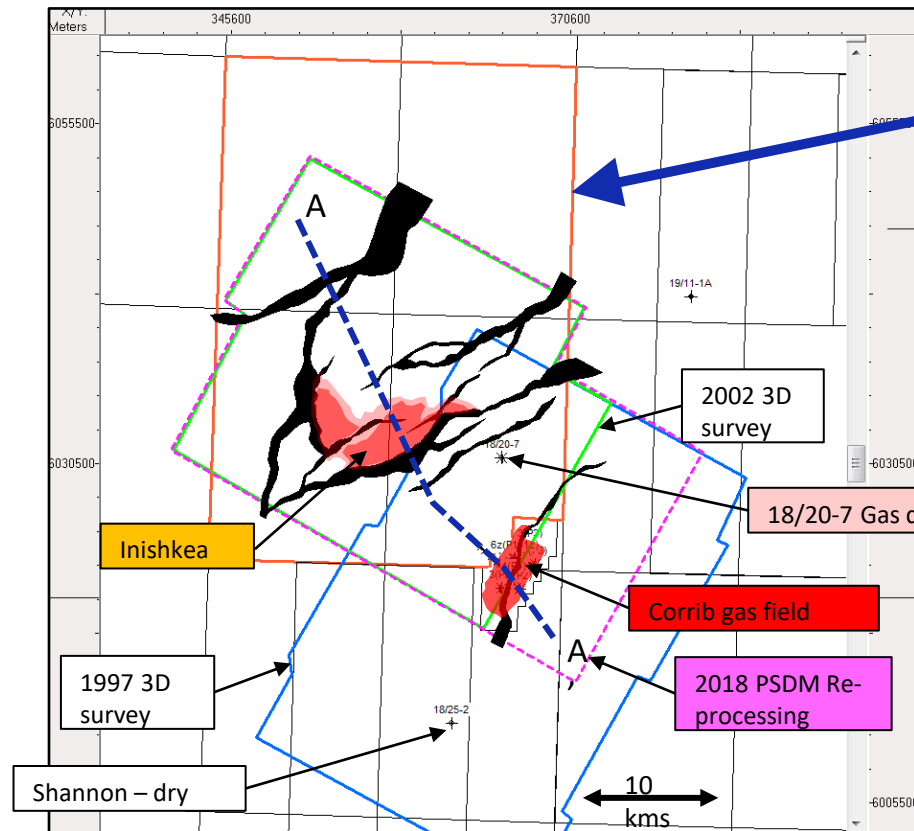 X/Y:
Meters
345600
370600
6055500
A
19/11-1A
2002 3D
survey
18/20-7
6030500
18/20-7 Gas
Inishkea
Corrib gas field
A
1997 3D
survey
2018 PSDM Re-
processing
18/25-2
Shannon – dry
10
kms